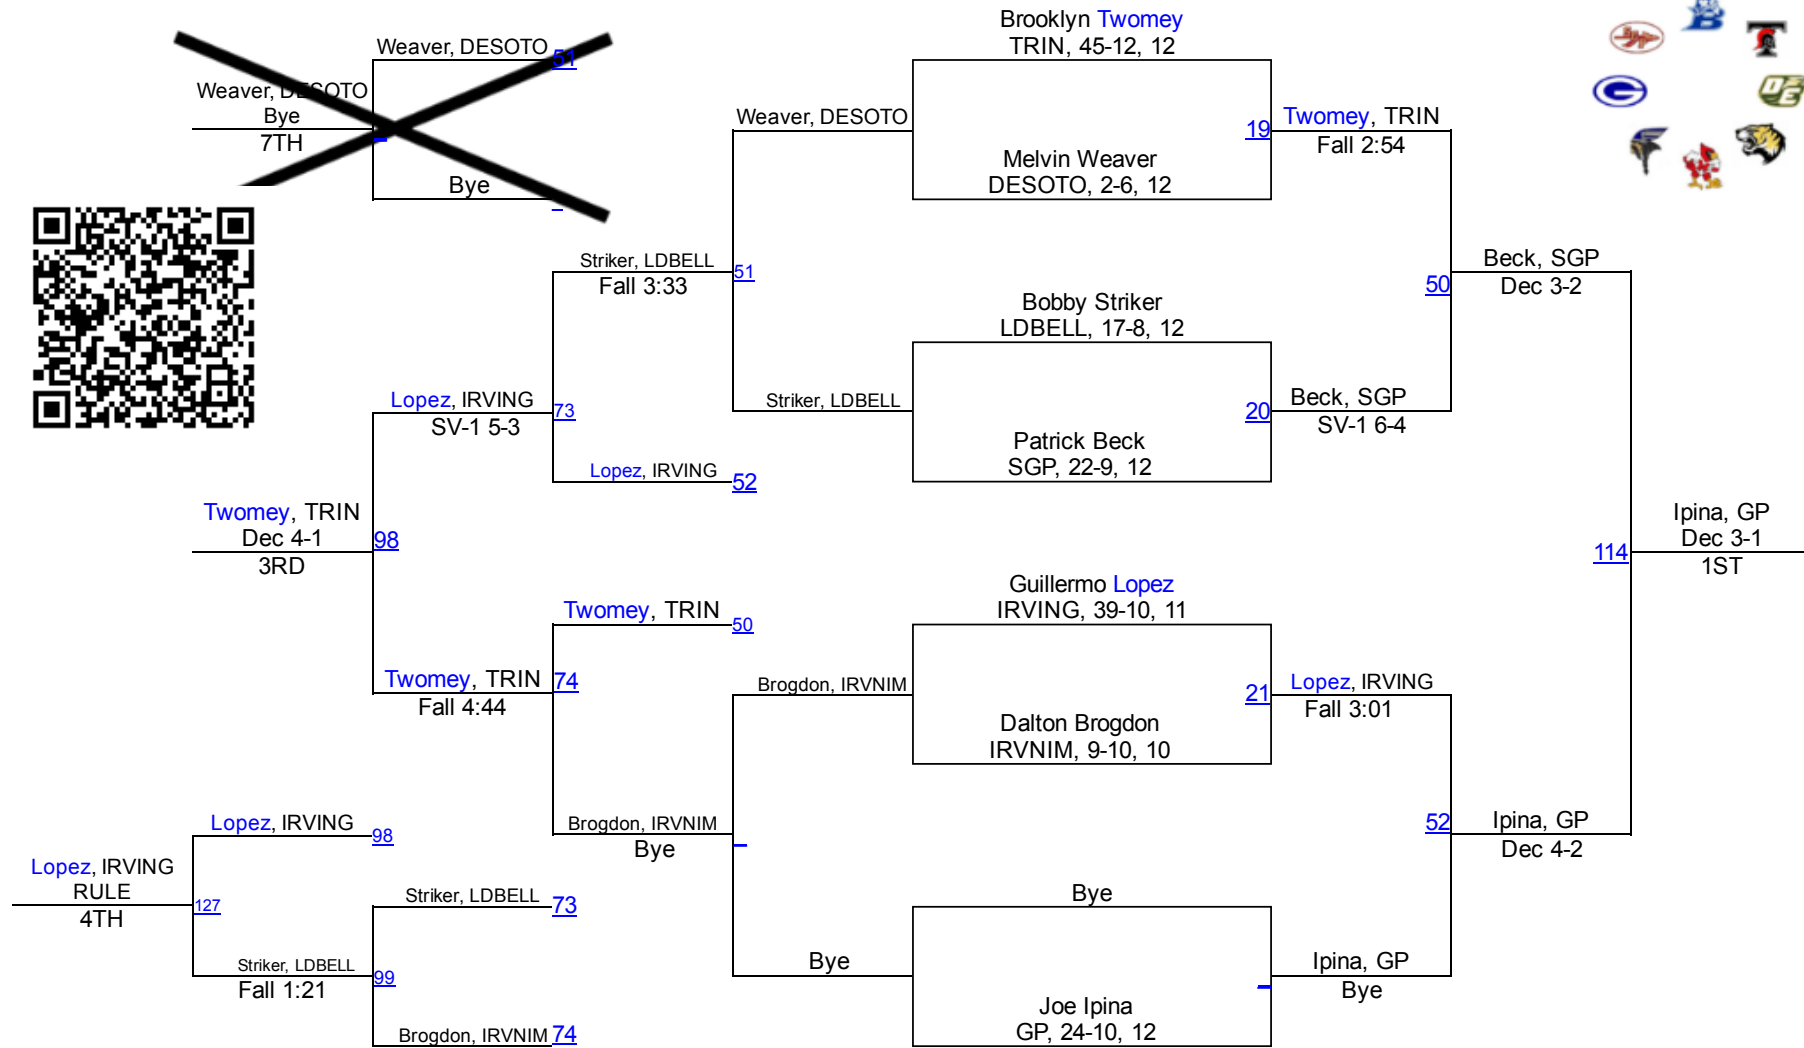 Brooklyn Twomey
TRIN, 45-12, 12
Weaver, DESOTO
51
Weaver, DESOTO
Bye
7TH
Bye
Weaver, DESOTO
Melvin Weaver
DESOTO, 2-6, 12
19
Twomey, TRIN
Fall 2:54
Striker, LDBELL
Fall 3:33
51
Bobby Striker
LDBELL, 17-8, 12
50
Beck, SGP
Dec 3-2
Lopez, IRVING
SV-1 5-3
73
Striker, LDBELL
Patrick Beck
SGP, 22-9, 12
20
Beck, SGP
SV-1 6-4
Lopez, IRVING
52
Twomey, TRIN
Dec 4-1
3RD
98
114
Ipina, GP
Dec 3-1
1ST
Twomey, TRIN
50
Guillermo Lopez
IRVING, 39-10, 11
Twomey, TRIN
Fall 4:44
74
Brogdon, IRVNIM
Dalton Brogdon
IRVNIM, 9-10, 10
21
Lopez, IRVING
Fall 3:01
Lopez, IRVING
98
Brogdon, IRVNIM
Bye
52
Ipina, GP
Dec 4-2
Lopez, IRVING
RULE
4TH
127
Striker, LDBELL
73
Bye
Striker, LDBELL
Fall 1:21
99
Bye
Ipina, GP
Bye
Brogdon, IRVNIM
74
Joe Ipina
GP, 24-10, 12
B
T
G